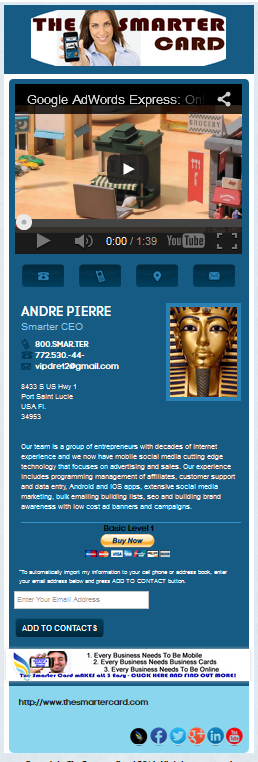 THE SMARTER
CARD
Google AdWords Express: Onl
0:00 / 1:39 YouTube
ANDRE PIERRE
Smarter CEO
800.SMARTER
772.530.-44-
vipdret2@gmail.com
8433 S US Hwy 1
Port Saint Lucie
USA Fl.
34953
Our team is a group of entrepreneurs with decades of internet
experience and we now have mobile social media cutting edge
technology that focuses on advertising and sales. Our experience
includes programming management of affiliates, customer support
and data entry, Android and IOS apps, extensive social media
marketing, bulk emailing building lists, seo and building brand
awareness with low cost ad banners and campaigns.
Basic Level 1
Buy Now
*To automatically import my information to your cell phone or address book, enter
your email address below and press ADD TO CONTACT button.
Enter Your Email Address
ADD TO CONTACTS
1. Every Business Needs To Be Mobile
2. Every Business Needs Business Cards
3. Every Business Needs To Be Online
The Smar Card mAKES all 3 Easy - CLICK HERE AND FIND OUT MORE!
http://www.thesmartercard.com